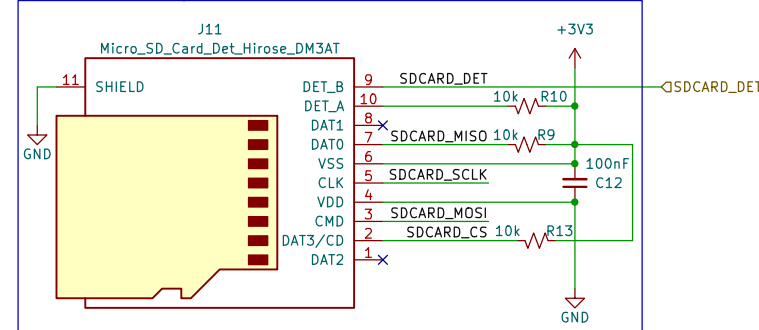 J11
Micro_SD_Card_Det_Hirose_DM3AT
+3V3
11 SHIELD
GND
DET_B 9 SDCARD_DET
SDCARD_DET
DET_A 10 10k R10
DAT1 8
DAT0 7 SDCARD_MISO 10k R9
VSS 6 100nF
CLK 5 SDCARD_SCLK C12
VDD 4
CMD 3 SDCARD_MOSI
DAT3/CD 2 SDCARD_CS 10k R13
DAT2 1
GND